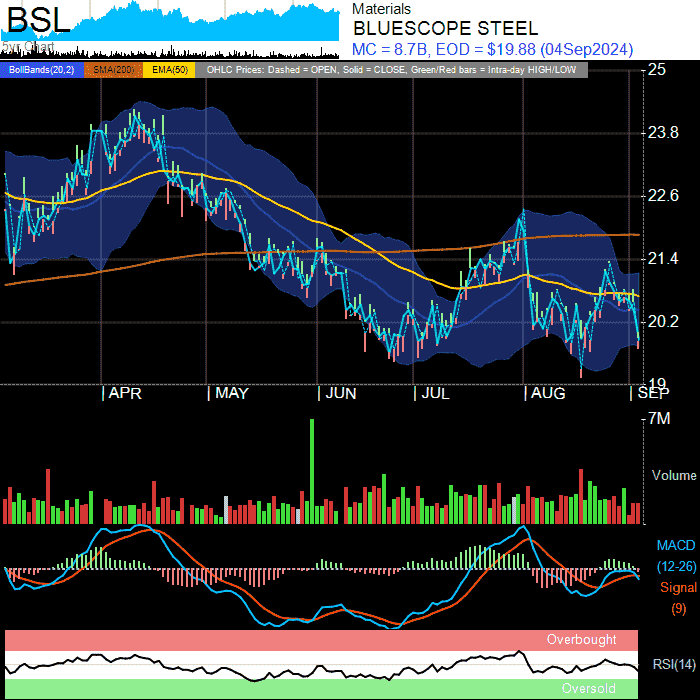 BSL
5yr Chart
Materials
BLUESCOPE STEEL
MC = 8.7B, EOD = $19.88 (04Sep2024)
BollBands(20,2) SMA(200) EMA(50) OHLC Prices: Dashed = OPEN, Solid = CLOSE, Green/Red bars = Intra-day HIGH/LOW
25
23.8
22.6
21.4
20.2
19
APR MAY JUN JUL AUG SEP
7M
Volume
MACD
(12-26)
Signal
(9)
Overbought
RSI(14)
Oversold